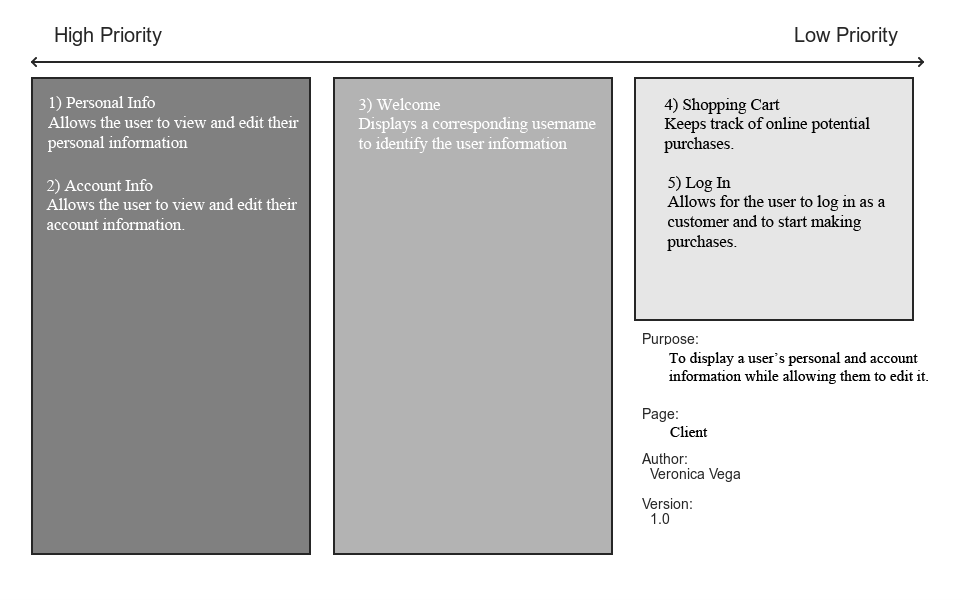 High Priority
Low Priority
1) Personal Info
Allows the user to view and edit their
personal information
2) Account Info
Allows the user to view and edit their
account information.
3) Welcome
Displays a corresponding username
to identify the user information
4) Shopping Cart
Keeps track of online potential
purchases.
5) Log In
Allows for the user to log in as a
customer and to start making
purchases.
Purpose:
To display a user’s personal and account
information while allowing them to edit it.
Page:
Client
Author:
Veronica Vega
Version:
1.0